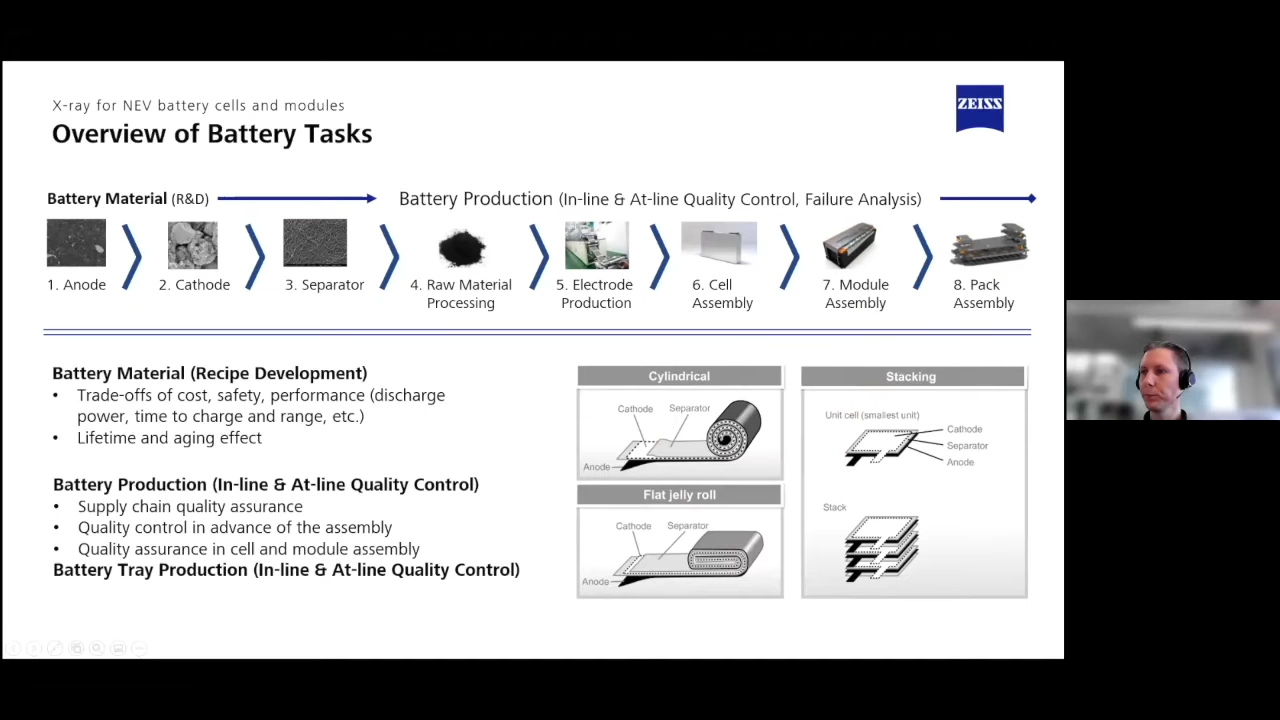 X-ray for NEV battery cells and modules
Overview of Battery Tasks
ZEISS
Battery Material (R&D)
Battery Production (In-line & At-line Quality Control, Failure Analysis)
1. Anode
2. Cathode
3. Separator
4. Raw Material
Processing
5. Electrode
Production
6. Cell
Assembly
7. Module
Assembly
8. Pack
Assembly
Battery Material (Recipe Development)
• Trade-offs of cost, safety, performance (discharge
power, time to charge and range, etc.)
• Lifetime and aging effect
Battery Production (In-line & At-line Quality Control)
• Supply chain quality assurance
• Quality control in advance of the assembly
• Quality assurance in cell and module assembly
Battery Tray Production (In-line & At-line Quality Control)
Cylindrical
Cathode
Separator
Anode
Flat jelly roll
Cathode
Separator
Anode
Stacking
Unit cell (smallest unit)
Cathode
Separator
Anode
Stack